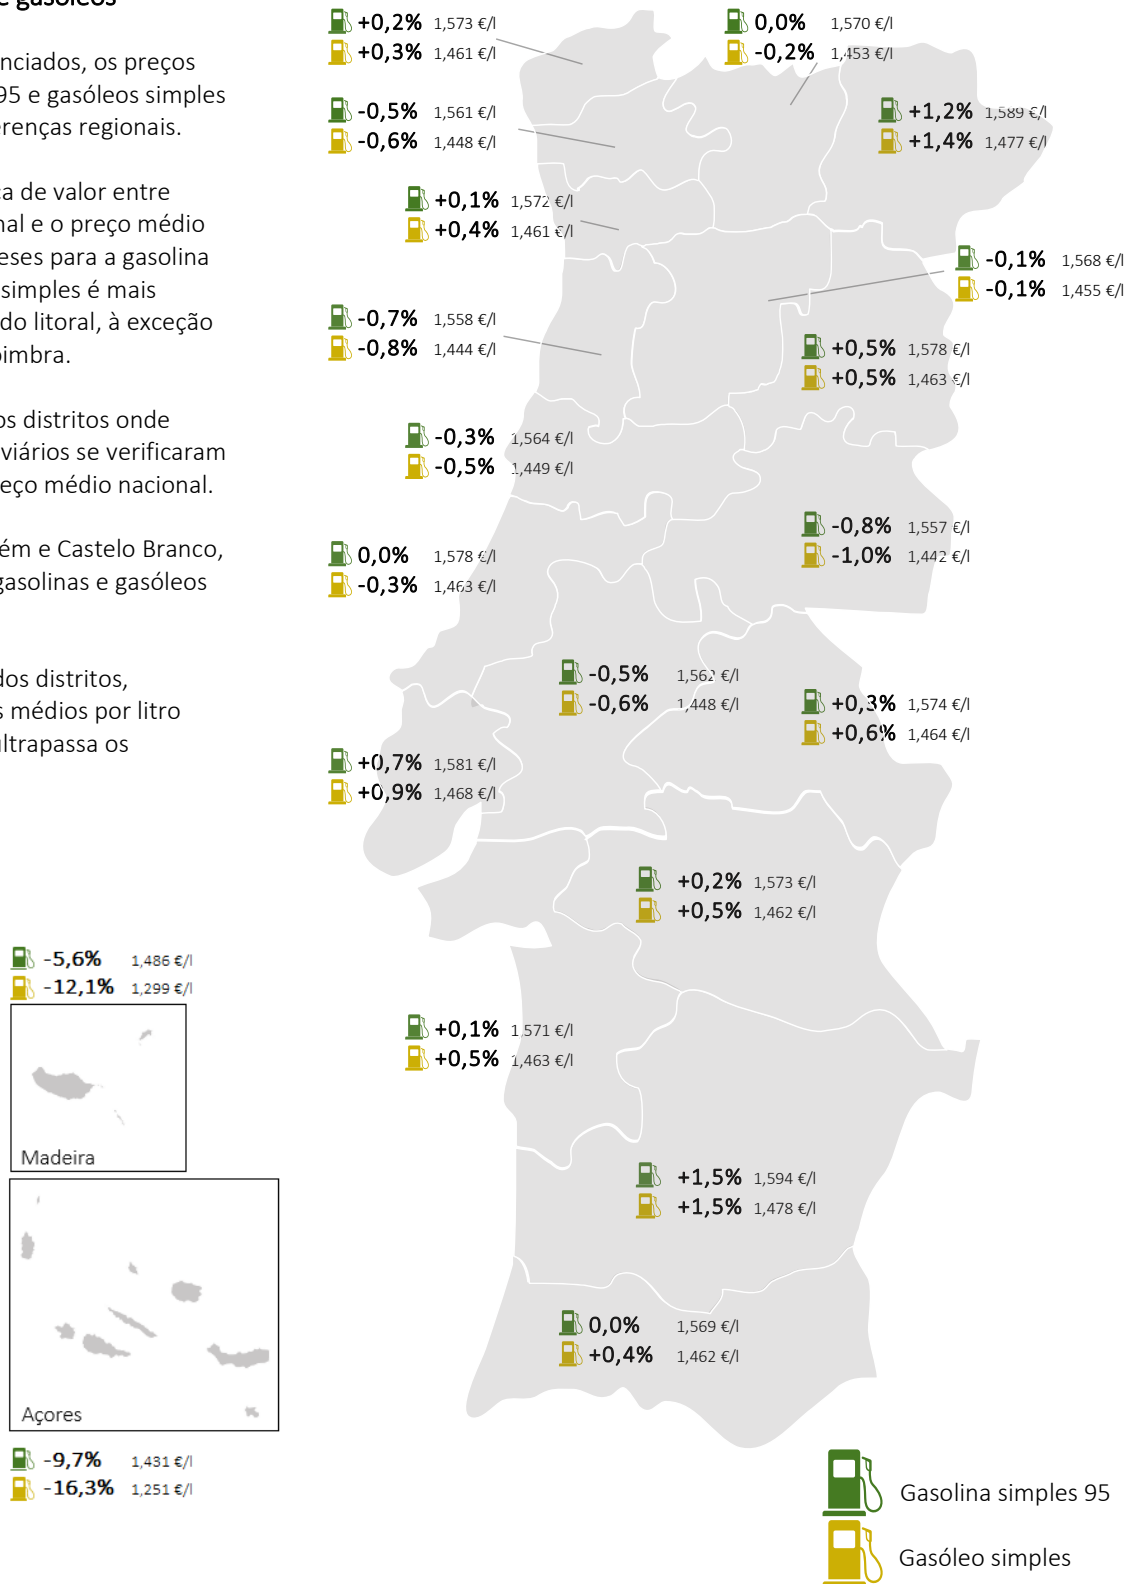 e gasóleos
nciados, os preços
95 e gasóleos simples
erenças regionais.
ça de valor entre
nal e o preço médio
eses para a gasolina
simples é mais
do litoral, à exceção
oimbra.
os distritos onde
viários se verificaram
eço médio nacional.
ém e Castelo Branco,
gasolinas e gasóleos
dos distritos,
s médios por litro
ultrapassa os
+0,2% 1,573 €/l
+0,3% 1,461 €/l
0,0% 1,570 €/l
-0,2% 1,453 €/l
-0,5% 1,561 €/l
-0,6% 1,448 €/l
+1,2% 1,589 €/l
+1,4% 1,477 €/l
+0,1% 1,572 €/l
+0,4% 1,461 €/l
-0,1% 1,568 €/l
-0,1% 1,455 €/l
-0,7% 1,558 €/l
-0,8% 1,444 €/l
+0,5% 1,578 €/l
+0,5% 1,463 €/l
-0,3% 1,564 €/l
-0,5% 1,449 €/l
-0,8% 1,557 €/l
-1,0% 1,442 €/l
0,0% 1,578 €/l
-0,3% 1,463 €/l
-0,5% 1,562 €/l
-0,6% 1,448 €/l
+0,3% 1,574 €/l
+0,6% 1,464 €/l
+0,7% 1,581 €/l
+0,9% 1,468 €/l
+0,2% 1,573 €/l
+0,5% 1,462 €/l
-5,6% 1,486 €/l
-12,1% 1,299 €/l
Madeira
+0,1% 1,571 €/l
+0,5% 1,463 €/l
+1,5% 1,594 €/l
+1,5% 1,478 €/l
0,0% 1,569 €/l
+0,4% 1,462 €/l
Açores
-9,7% 1,431 €/l
-16,3% 1,251 €/l
Gasolina simples 95
Gasóleo simples